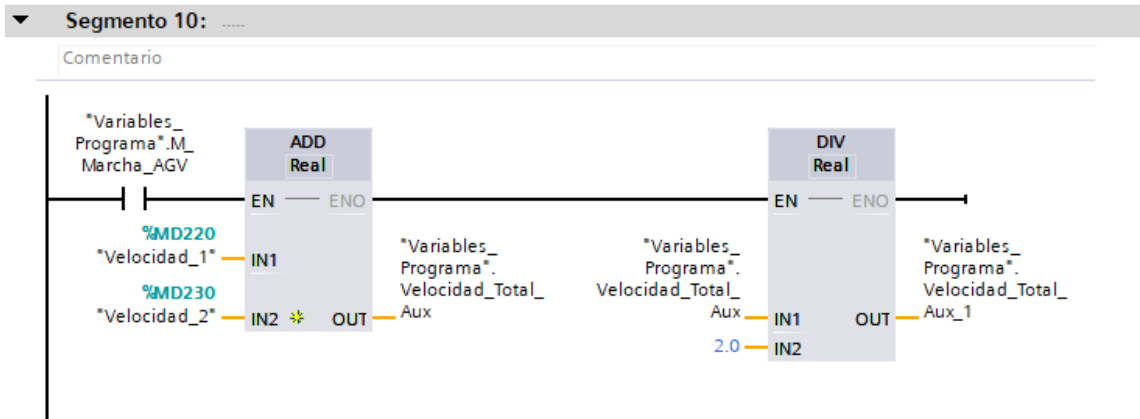 Segmento 10: .....
Comentario
"Variables_
Programa".M_
Marcha_AGV
ADD
Real
EN
ENO
%MD220
"Velocidad_1"
IN1
%MD230
"Velocidad_2"
IN2
OUT
"Variables_
Programa".
Velocidad_Total_
Aux
DIV
Real
EN
ENO
"Variables_
Programa".
Velocidad_Total_
Aux
IN1
2.0
IN2
OUT
"Variables_
Programa".
Velocidad_Total_
Aux_1